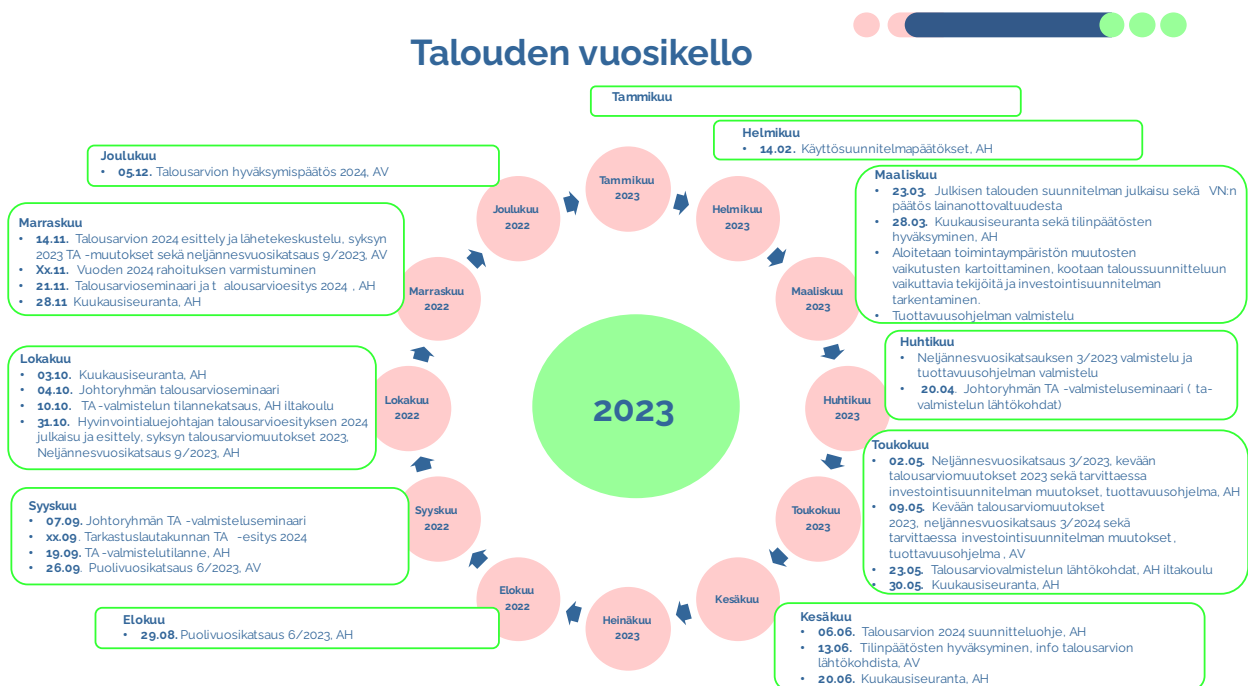 Talouden vuosikello
Tammikuu
Helmikuu
• 14.02. Käyttösuunnitelmapäätökset, AH
Maaliskuu
• 23.03. Julkisen talouden suunnitelman julkaisu sekä VN:n
päätös lainanottovaltuudesta
• 28.03. Kuukausiseuranta sekä tilinpäätösten
hyväksyminen, AH
• Aloitetaan toimintaympäristön muutosten
vaikutusten kartoittaminen, kootaan taloussuunnitteluun
vaikuttavia tekijöitä ja investointisuunnitelman
tarkentaminen.
• Tuottavuusohjelman valmistelu
Huhtikuu
• Neljännesvuosikatsauksen 3/2023 valmistelu ja
tuottavuusohjelman valmistelu
• 20.04. Johtoryhmän TA -valmisteluseminaari ( ta-
valmistelun lähtökohdat)
Toukokuu
• 02.05. Neljännesvuosikatsaus 3/2023, kevään
talousarviomuutokset 2023 sekä tarvittaessa
investointisuunnitelman muutokset, tuottavuusohjelma, AH
• 09.05. Kevään talousarviomuutokset
2023, neljännesvuosikatsaus 3/2024 sekä
tarvittaessa investointisuunnitelman muutokset ,
tuottavuusohjelma , AV
• 23.05. Talousarviovalmistelun lähtökohdat, AH iltakoulu
• 30.05. Kuukausiseuranta, AH
Kesäkuu
• 06.06. Talousarvion 2024 suunnitteluohje, AH
• 13.06. Tilinpäätösten hyväksyminen, info talousarvion
lähtökohdista, AV
• 20.06. Kuukausiseuranta, AH
Elokuu
• 29.08. Puolivuosikatsaus 6/2023, AH
Syyskuu
• 07.09. Johtoryhmän TA -valmisteluseminaari
• xx.09. Tarkastuslautakunnan TA -esitys 2024
• 19.09. TA -valmistelutilanne, AH
• 26.09. Puolivuosikatsaus 6/2023, AV
Lokakuu
• 03.10. Kuukausiseuranta, AH
• 04.10. Johtoryhmän talousarvioseminaari
• 10.10. TA -valmistelun tilannekatsaus, AH iltakoulu
• 31.10. Hyvinvointialuejohtajan talousarvioesityksen 2024
julkaisu ja esittely, syksyn talousarviomuutokset 2023,
Neljännesvuosikatsaus 9/2023, AH
Marraskuu
• 14.11. Talousarvion 2024 esittely ja lähetekeskustelu, syksyn
2023 TA -muutokset sekä neljännesvuosikatsaus 9/2023, AV
• Xx.11. Vuoden 2024 rahoituksen varmistuminen
• 21.11. Talousarvioseminaari ja t alousarvioesitys 2024 , AH
• 28.11 Kuukausiseuranta, AH
Joulukuu
• 05.12. Talousarvion hyväksymispäätös 2024, AV
Tammikuu
2023
Helmikuu
2023
Maaliskuu
2023
Huhtikuu
2023
Toukokuu
2023
Kesäkuu
Heinäkuu
2023
Elokuu
2022
Syyskuu
2022
Lokakuu
2022
Marraskuu
2022
Joulukuu
2022
2023